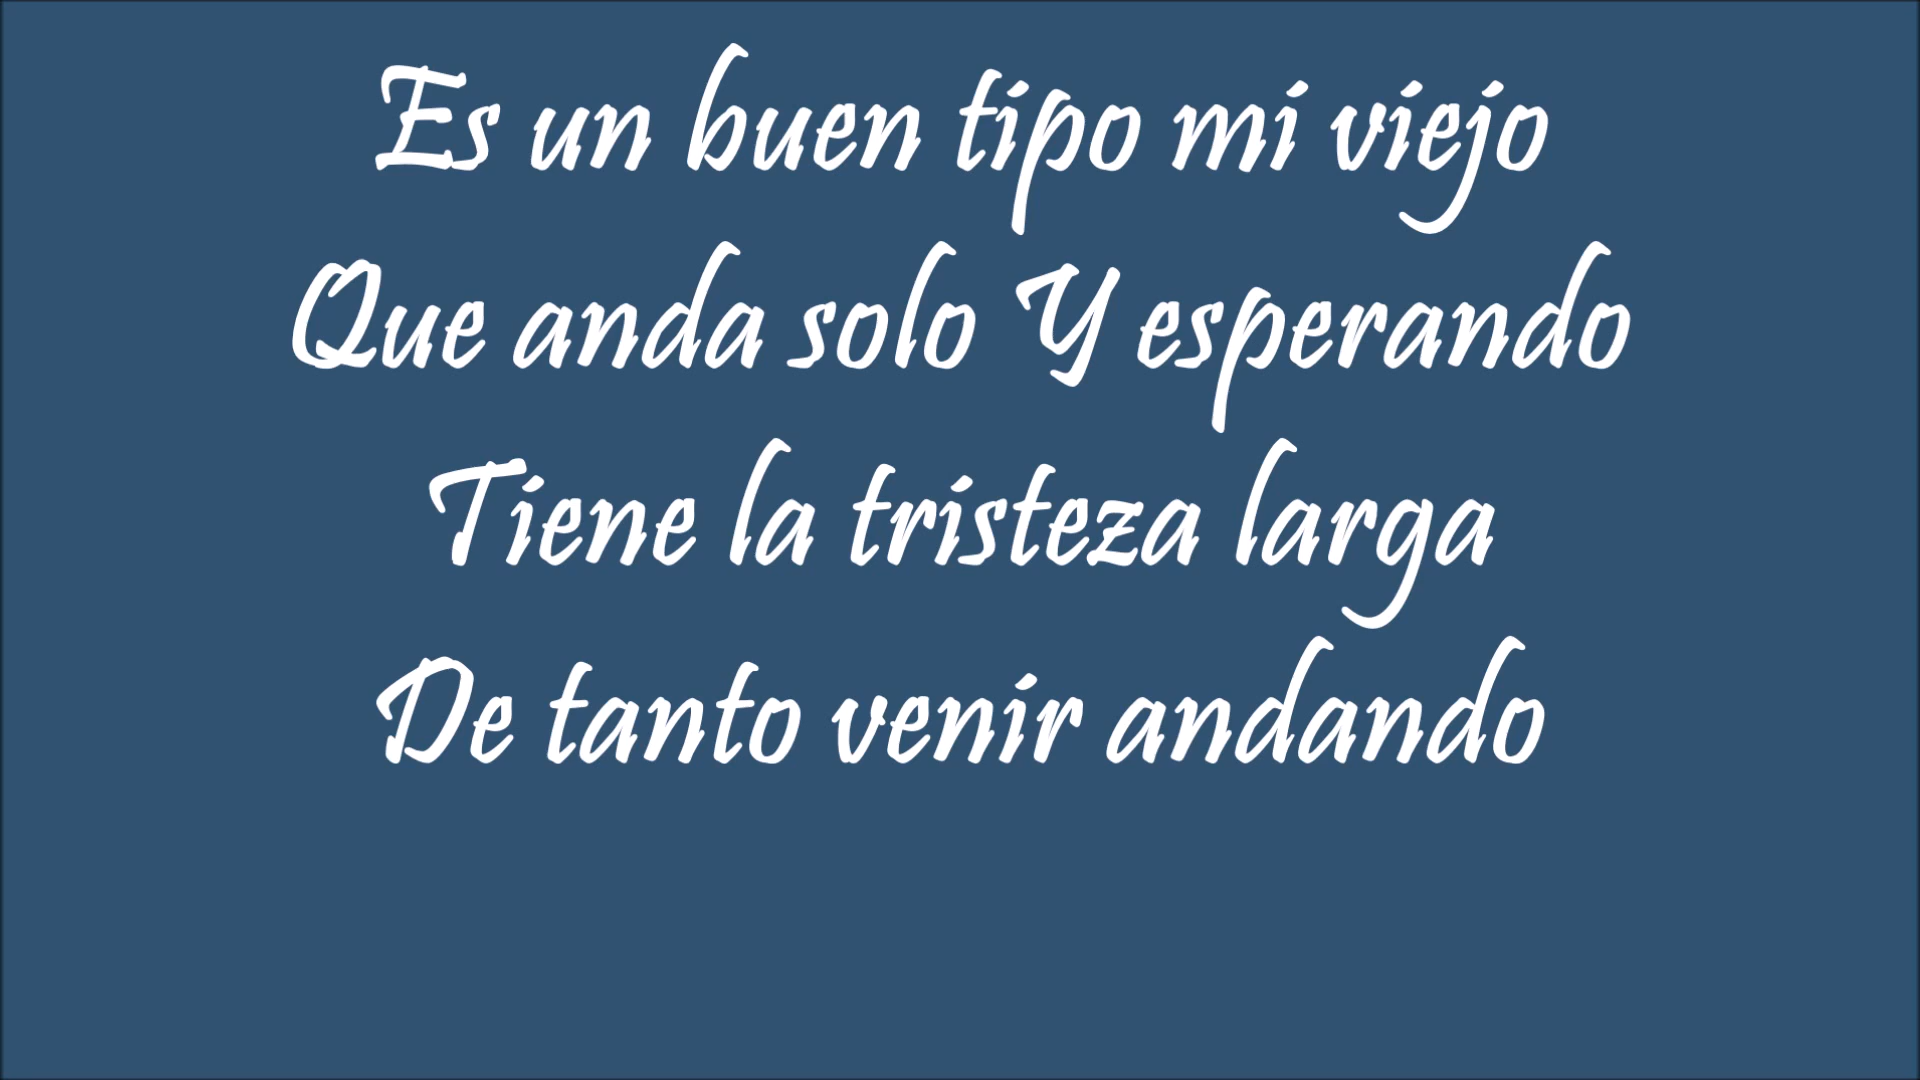 Es un buen tipo mi viejo
Que anda solo Y esperando
Tiene la tristeza larga
De tanto venir andando